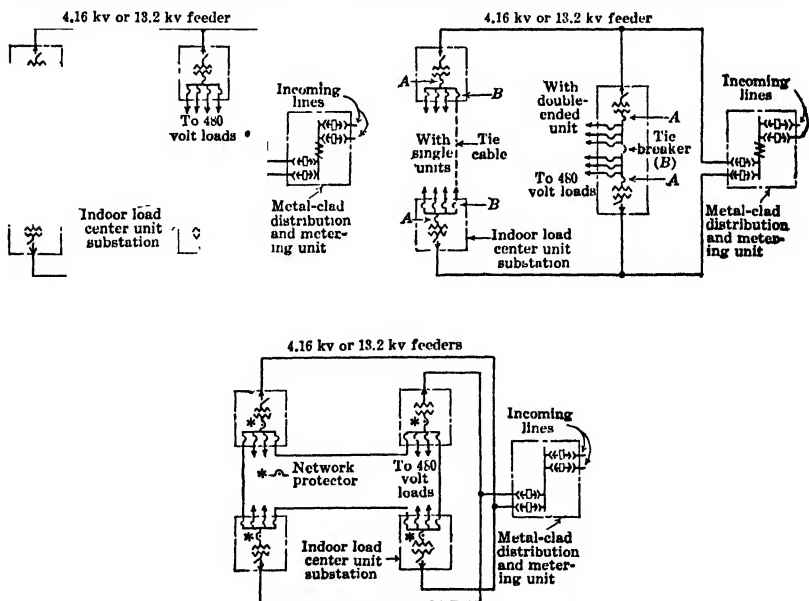 4.16 kv or 13.2 kv feeder
Incoming
lines
To 480
volt loads
Metal-clad
distribution
and meter-
ing unit
Indoor load
center unit
substation
4.16 kv or 13.2 kv feeder
A
B
With
single
units
Tie
cable
A
B
Indoor load
center unit
substation
With
double-
ended
unit
A
Tie
breaker
(B)
To 480
volt loads
A
Incoming
lines
Metal-clad
distribution
and meter-
ing unit
4.16 kv or 13.2 kv feeders
*
*
* Network
protector
To 480
volt
loads
*
*
Indoor load
center unit
substation
Incoming
lines
Metal-clad
distribution
and meter-
ing unit